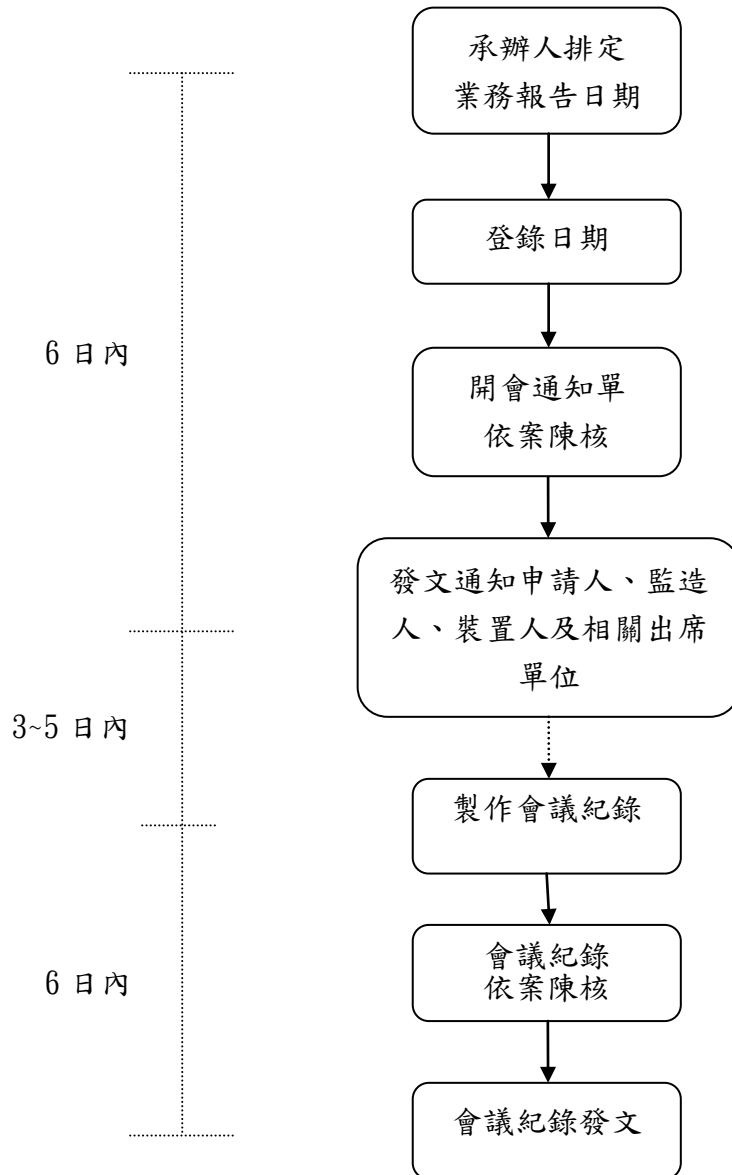 承辦人排定
業務報告日期
登錄日期
6 日內
開會通知單
依案陳核
發文通知申請人、監造
人、裝置人及相關出席
單位
3~5 日內
製作會議紀錄
會議紀錄
依案陳核
6 日內
會議紀錄發文